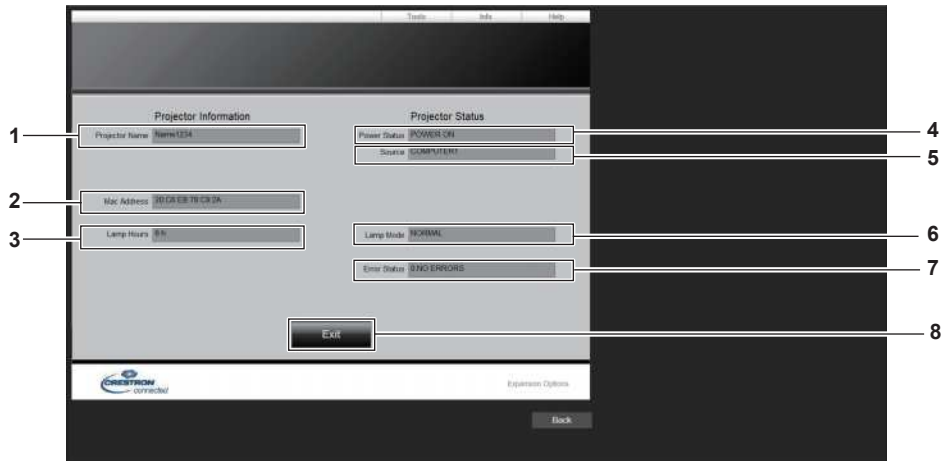 Tools Info Help
Projector Information Projector Status
1 Projector Name Name1234 Power Status POWER ON 4
Source COMPUTER1 5
2 Mac Address 20:C6:EB:78:C9:2A
3 Lamp Hours 0 h Lamp Mode NORMAL 6
Error Status 0:NO ERRORS 7
Exit 8
CRESTRON connected Expansion Options
Back